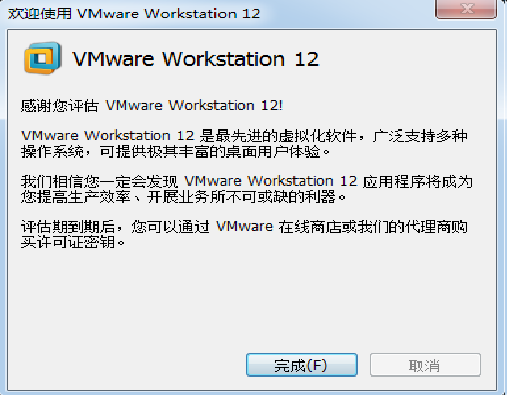 欢迎使用 VMware Workstation 12
VMware Workstation 12
感谢您评估 VMware Workstation 12!
VMware Workstation 12 是最先进的虚拟化软件，广泛支持多种
操作系统，可提供极其丰富的桌面用户体验。
我们相信您一定会发现 VMware Workstation 12 应用程序将成为
您提高生产效率、开展业务所不可或缺的利器。
评估期到期后，您可以通过 VMware 在线商店或我们的代理商购
买许可证密钥。
完成(F)
取消